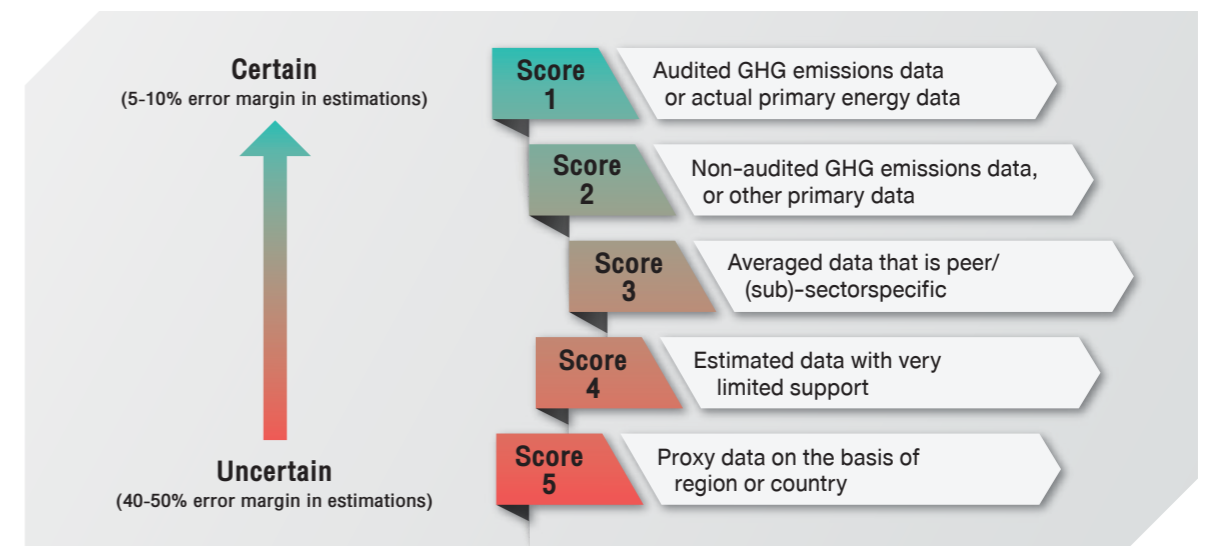 Certain
(5-10% error margin in estimations)
Uncertain
(40-50% error margin in estimations)
Score
1
Audited GHG emissions data
or actual primary energy data
Score
2
Non-audited GHG emissions data,
or other primary data
Score
3
Averaged data that is peer/
(sub)-sectorspecific
Score
4
Estimated data with very
limited support
Score
5
Proxy data on the basis of
region or country